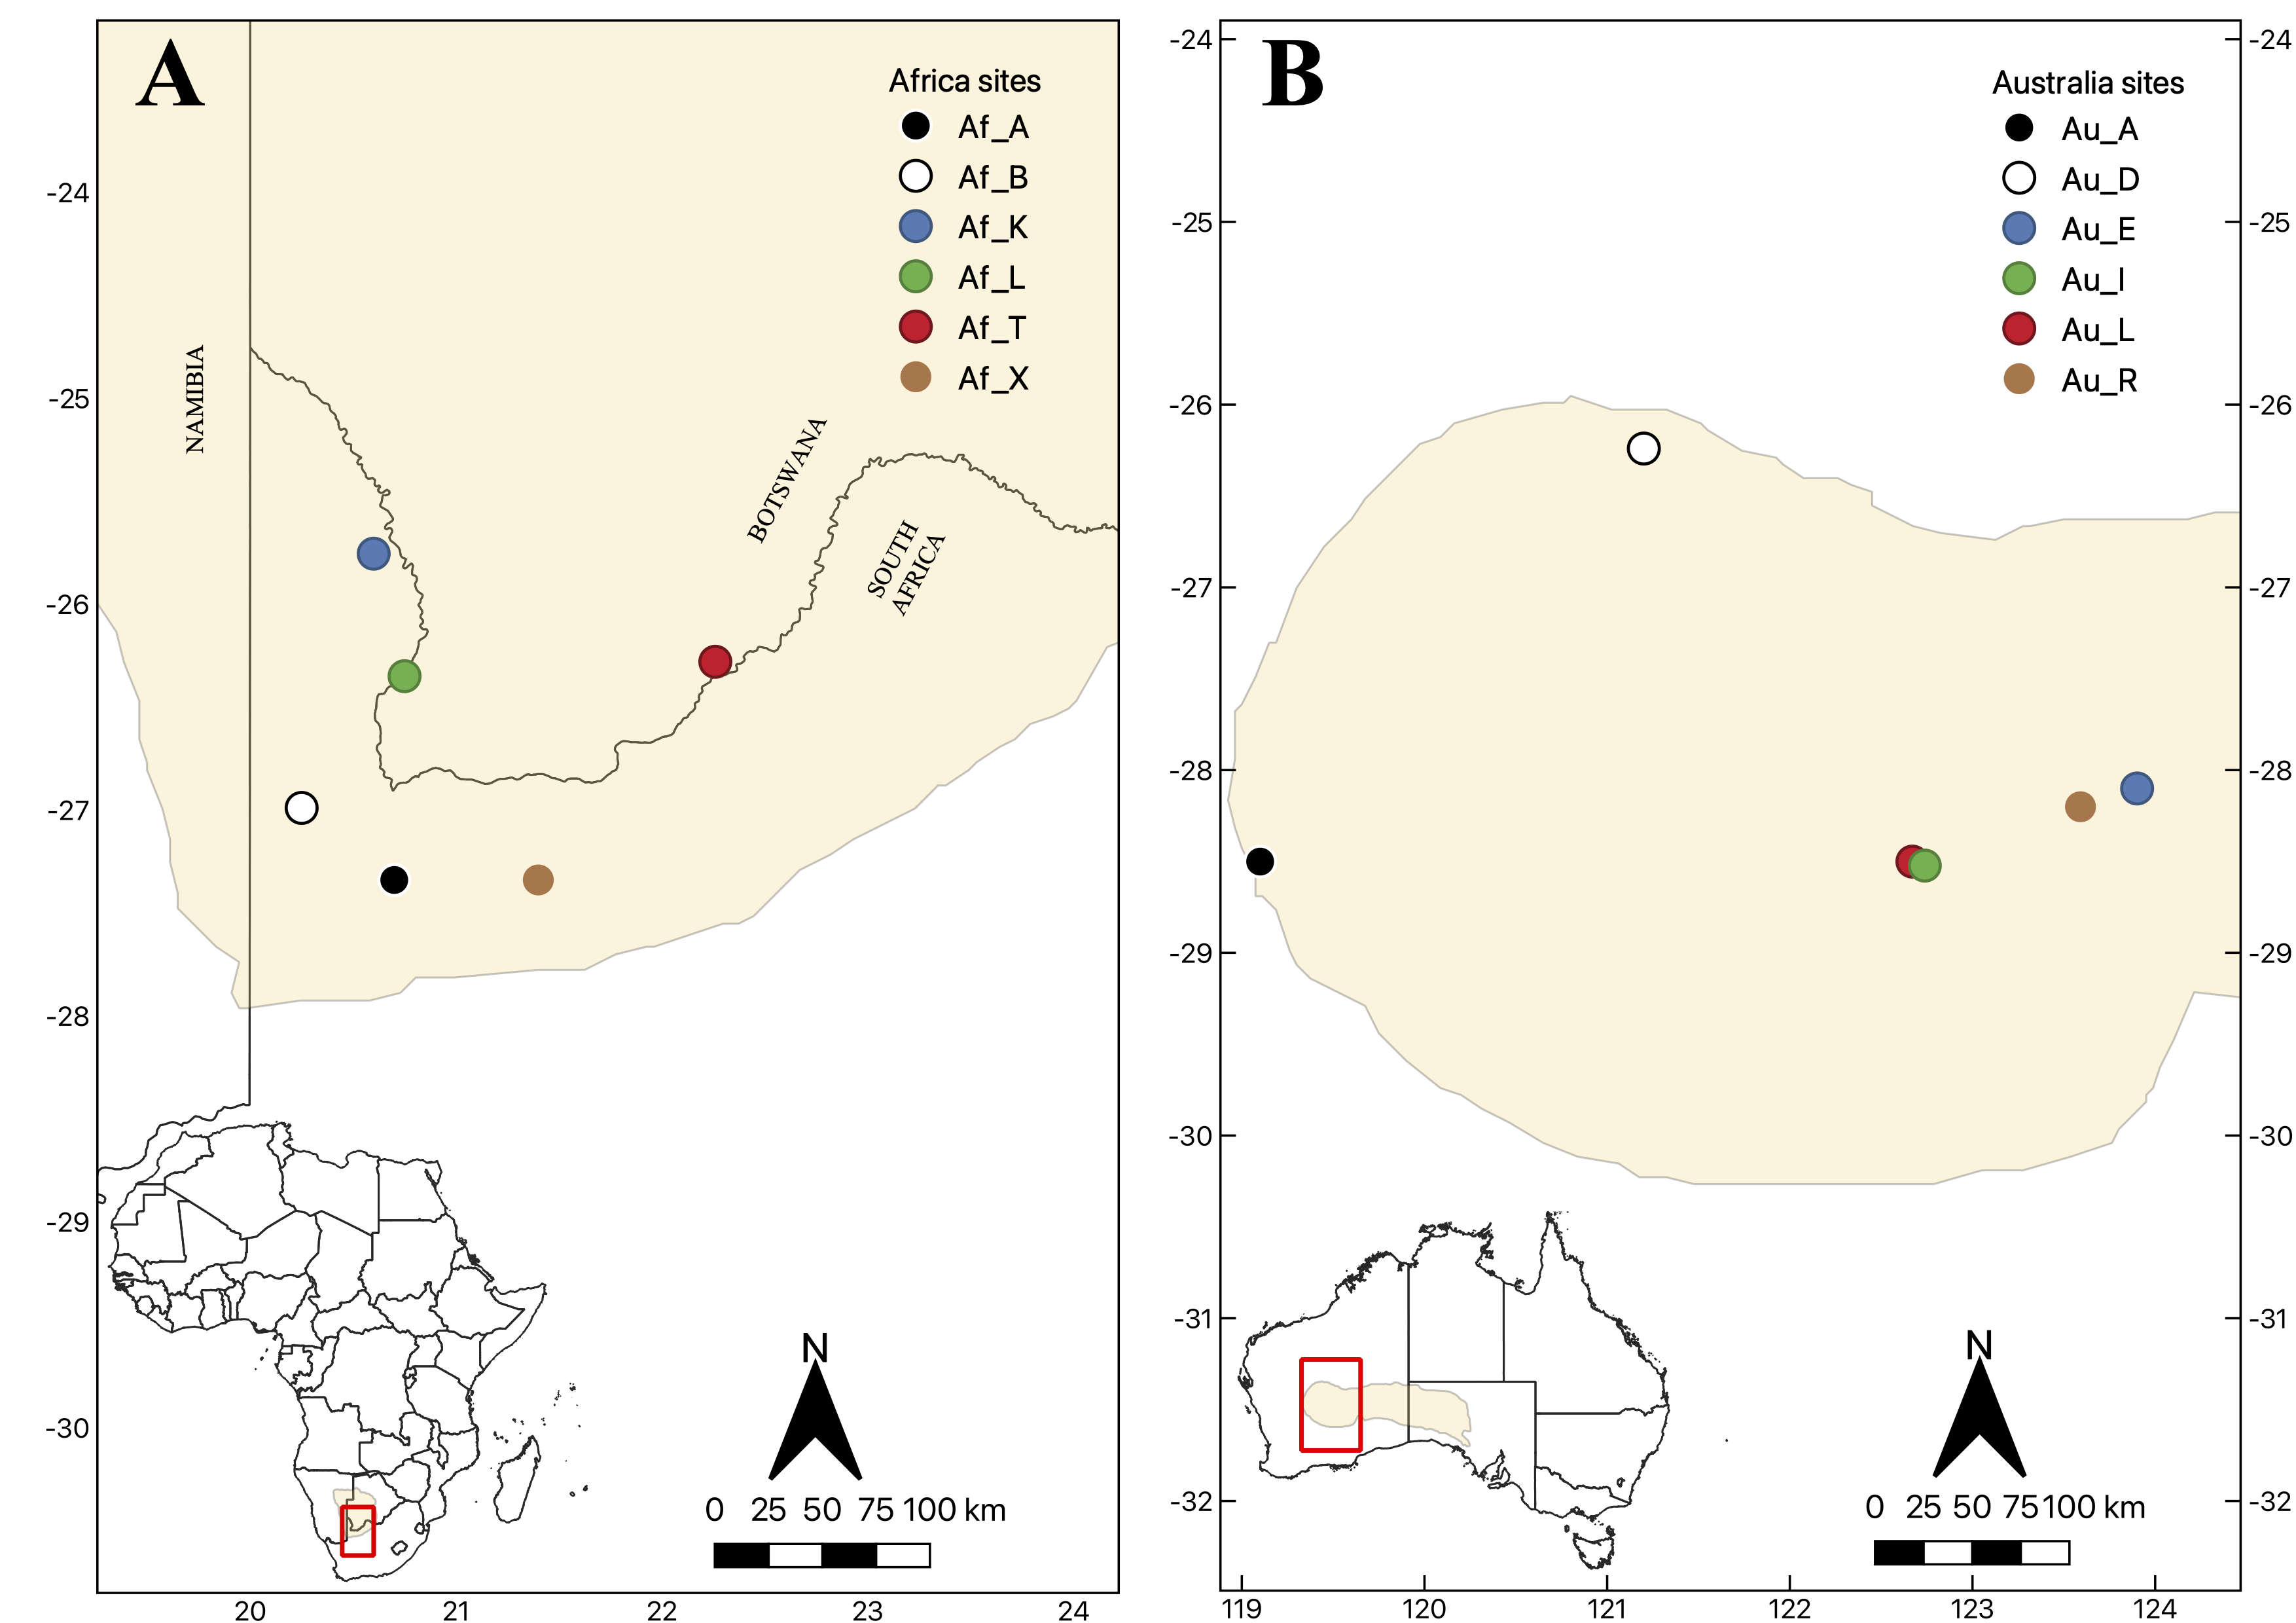 A
Africa sites
Af_A
Af_B
Af_K
Af_L
Af_T
Af_X
NAMIBIA
BOTSWANA
SOUTH
AFRICA
-24
-25
-26
-27
-28
-29
-30
N
0 25 50 75 100 km
20 21 22 23 24
B
Australia sites
Au_A
Au_D
Au_E
Au_I
Au_L
Au_R
-24 -24
-25 -25
-26 -26
-27 -27
-28 -28
-29 -29
-30 -30
-31 -31
-32 -32
N
0 25 50 75 100 km
119 120 121 122 123 124